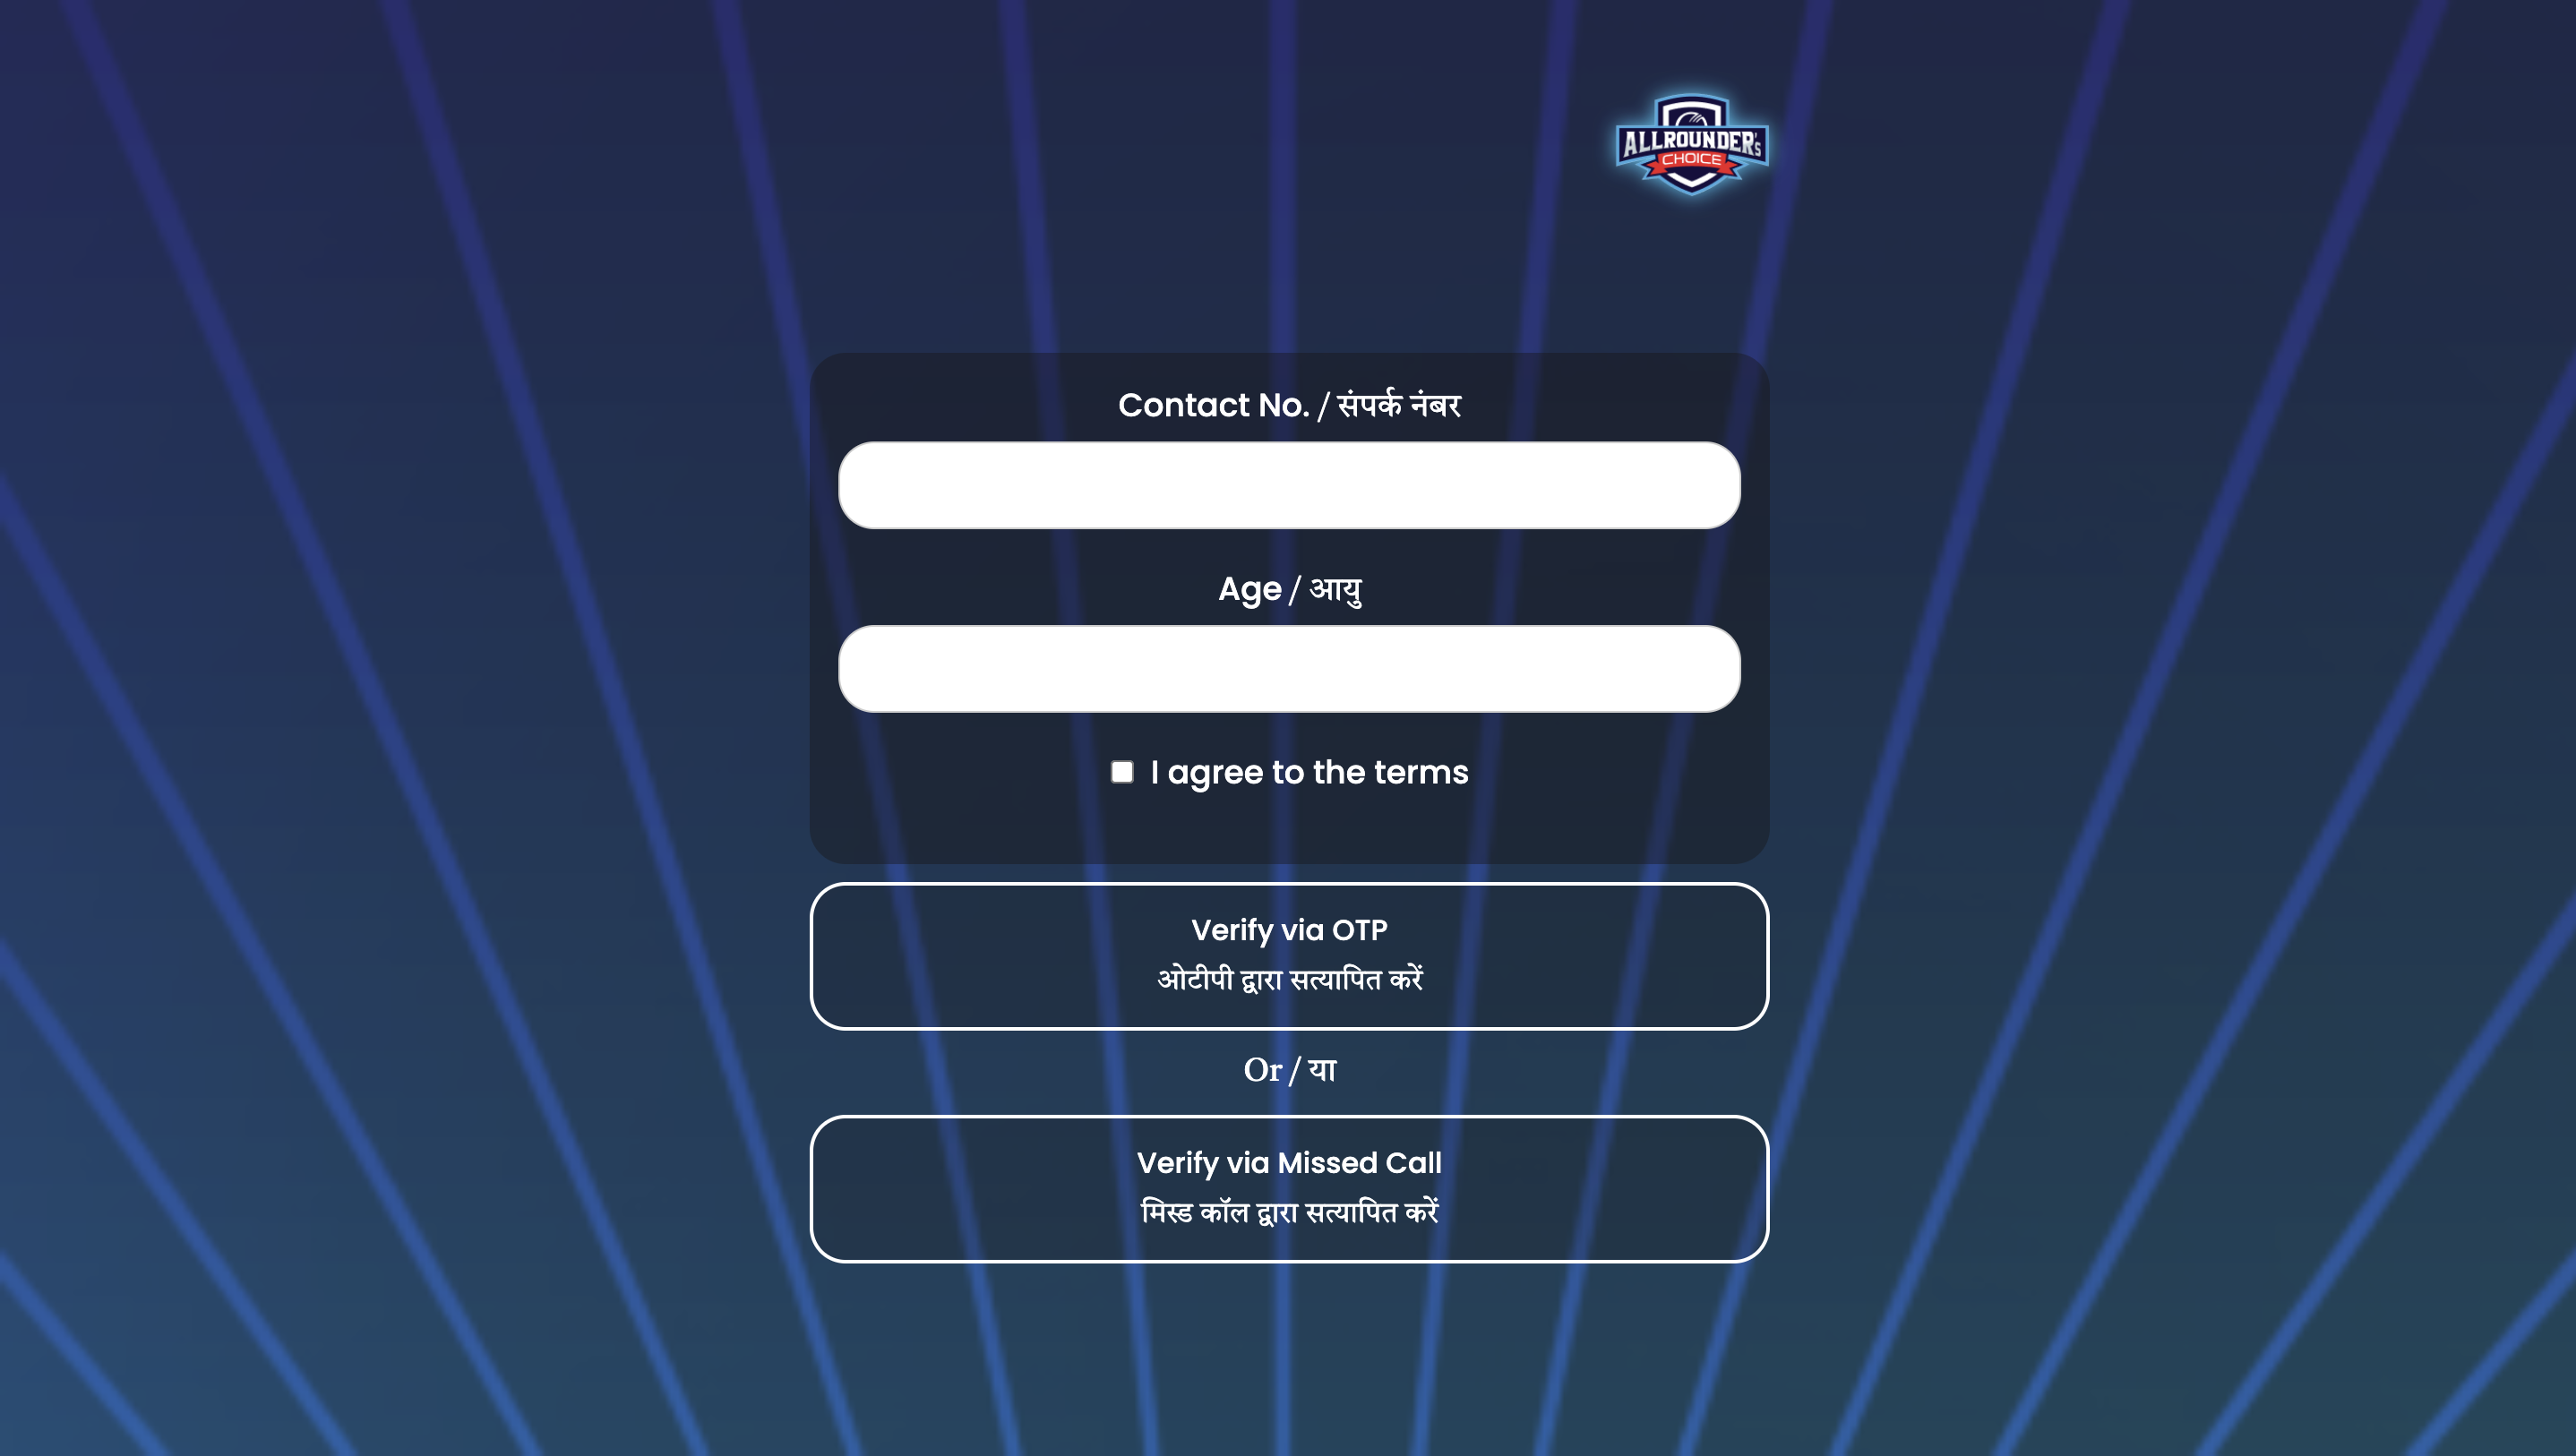 ALLROUNDER's
CHOICE
Contact No. / संपर्क नंबर
Age / आयु
I agree to the terms
Verify via OTP
ओटीपी द्वारा सत्यापित करें
Or / या
Verify via Missed Call
मिस्ड कॉल द्वारा सत्यापित करें